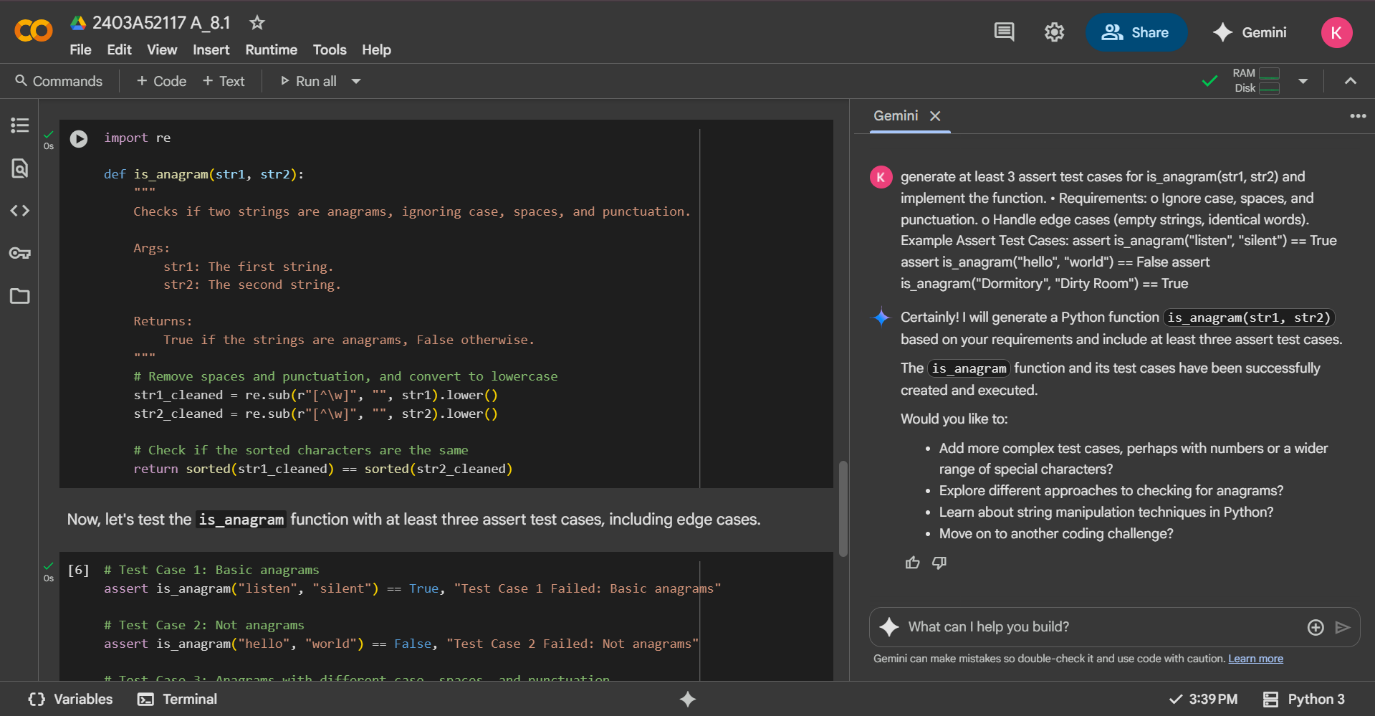 2403A52117 A_8.1
File Edit View Insert Runtime Tools Help
Share
Gemini
K
Commands + Code + Text Run all
RAM
Disk
0s
import re
def is_anagram(str1, str2):
"""
Checks if two strings are anagrams, ignoring case, spaces, and punctuation.
Args:
str1: The first string.
str2: The second string.
Returns:
True if the strings are anagrams, False otherwise.
"""
# Remove spaces and punctuation, and convert to lowercase
str1_cleaned = re.sub(r"[^\w]", "", str1).lower()
str2_cleaned = re.sub(r"[^\w]", "", str2).lower()
# Check if the sorted characters are the same
return sorted(str1_cleaned) == sorted(str2_cleaned)
Now, let's test the is_anagram function with at least three assert test cases, including edge cases.
0s
[6] # Test Case 1: Basic anagrams
assert is_anagram("listen", "silent") == True, "Test Case 1 Failed: Basic anagrams"
# Test Case 2: Not anagrams
assert is_anagram("hello", "world") == False, "Test Case 2 Failed: Not anagrams"
# Test Case 3: Anagrams with different case, spaces, and punctuation
Gemini
K
generate at least 3 assert test cases for is_anagram(str1, str2) and
implement the function. • Requirements: o Ignore case, spaces, and
punctuation. o Handle edge cases (empty strings, identical words).
Example Assert Test Cases: assert is_anagram("listen", "silent") == True
assert is_anagram("hello", "world") == False assert
is_anagram("Dormitory", "Dirty Room") == True
Certainly! I will generate a Python function is_anagram(str1, str2)
based on your requirements and include at least three assert test cases.
The is_anagram function and its test cases have been successfully
created and executed.
Would you like to:
• Add more complex test cases, perhaps with numbers or a wider
range of special characters?
• Explore different approaches to checking for anagrams?
• Learn about string manipulation techniques in Python?
• Move on to another coding challenge?
What can I help you build?
Gemini can make mistakes so double-check it and use code with caution. Learn more
Variables Terminal
3:39 PM Python 3